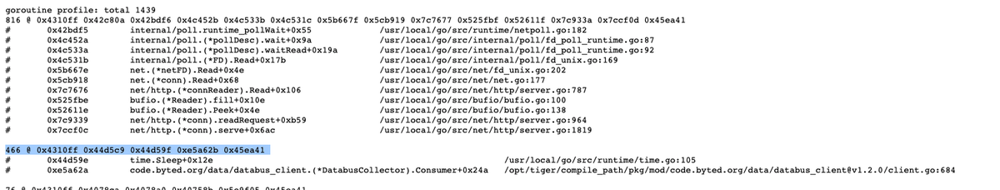 goroutine profile: total 1439
816 @ 0x4310ff 0x42c80a 0x42bdf6 0x4c452b 0x4c533b 0x4c531c 0x5b667f 0x5cb919 0x7c7677 0x525fbf 0x52611f 0x7c933a 0x7ccf0d 0x45ea41
# 0x42bdf5 internal/poll.runtime_pollWait+0x55 /usr/local/go/src/runtime/netpoll.go:182
# 0x4c452a internal/poll.(*pollDesc).wait+0x9a /usr/local/go/src/internal/poll/fd_poll_runtime.go:87
# 0x4c533a internal/poll.(*pollDesc).waitRead+0x19a /usr/local/go/src/internal/poll/fd_poll_runtime.go:92
# 0x4c531b internal/poll.(*FD).Read+0x17b /usr/local/go/src/internal/poll/fd_unix.go:169
# 0x5b667e net.(*netFD).Read+0x4e /usr/local/go/src/net/fd_unix.go:202
# 0x5cb918 net.(*conn).Read+0x68 /usr/local/go/src/net/net.go:177
# 0x7c7676 net/http.(*connReader).Read+0x106 /usr/local/go/src/net/http/server.go:787
# 0x525fbe bufio.(*Reader).fill+0x10e /usr/local/go/src/bufio/bufio.go:100
# 0x52611e bufio.(*Reader).Peek+0x4e /usr/local/go/src/bufio/bufio.go:138
# 0x7c9339 net/http.(*conn).readRequest+0xb59 /usr/local/go/src/net/http/server.go:964
# 0x7ccf0c net/http.(*conn).serve+0x6ac /usr/local/go/src/net/http/server.go:1819
466 @ 0x4310ff 0x44d5c9 0x44d59f 0xe5a62b 0x45ea41
# 0x44d59e time.Sleep+0x12e /usr/local/go/src/runtime/time.go:105
# 0xe5a62a code.byted.org/data/databus_client.(*DatabusCollector).Consumer+0x24a /opt/tiger/compile_path/pkg/mod/code.byted.org/data/databus_client@v1.2.0/client.go:684